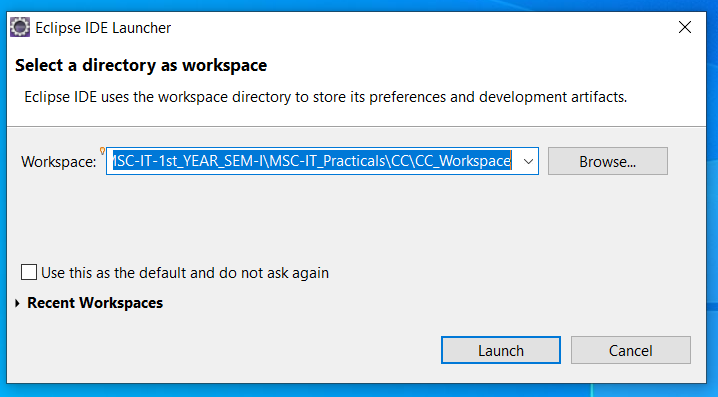 Eclipse IDE Launcher
Select a directory as workspace
Eclipse IDE uses the workspace directory to store its preferences and development artifacts.
Workspace: MSC-IT-1st_YEAR_SEM-I\MSC-IT_Practicals\CC\CC_Workspace Browse...
Use this as the default and do not ask again
Recent Workspaces
Launch Cancel